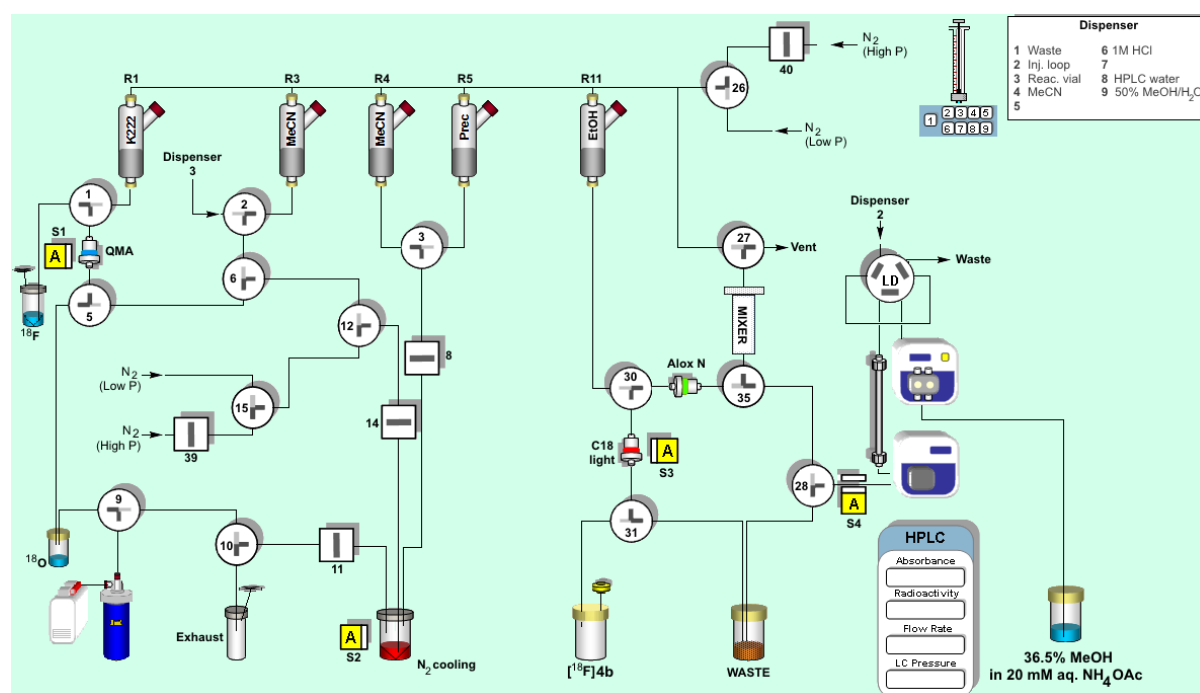 N2
(High P)
40
26
N2
(Low P)
Dispenser
1 Waste
2 Inj. loop
3 Reac. vial
4 MeCN
5
6 1M HCl
7
8 HPLC water
9 50% MeOH/H2O
1
2 3 4 5
6 7 8 9
R1
R3
R4
R5
R11
K222
MeCN
MeCN
Prec
EtOH
Dispenser
3
1
2
3
S1
A
QMA
18F
5
6
12
8
14
N2
(Low P)
15
N2
(High P)
39
9
10
11
18O
Exhaust
A
S2
N2 cooling
27
Vent
MIXER
Alox N
30
35
C18
light
A
S3
31
28
A
S4
[18F]4b
WASTE
Dispenser
2
LD
Waste
HPLC
Absorbance
Radioactivity
Flow Rate
LC Pressure
36.5% MeOH
in 20 mM aq. NH4OAc